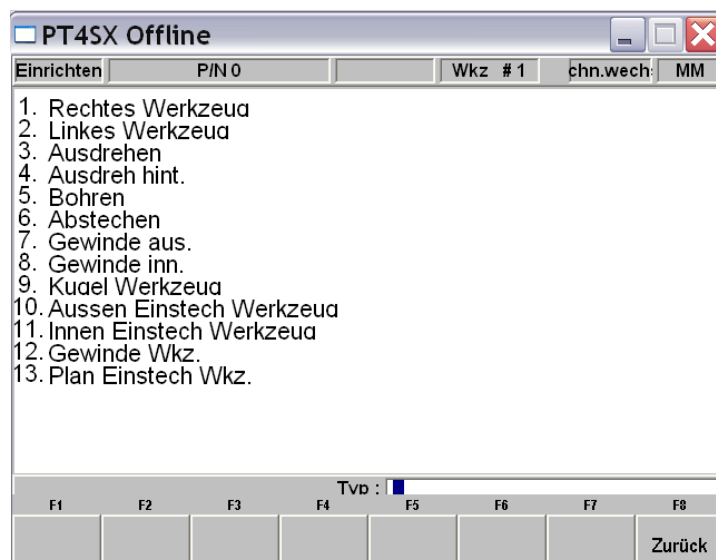 PT4SX Offline
Einrichten P/N 0 Wkz # 1 chn.wech: MM
1. Rechtes Werkzeug
2. Linkes Werkzeug
3. Ausdrehen
4. Ausdreh hint.
5. Bohren
6. Abstechen
7. Gewinde aus.
8. Gewinde inn.
9. Kugel Werkzeug
10. Aussen Einstech Werkzeug
11. Innen Einstech Werkzeug
12. Gewinde Wkz.
13. Plan Einstech Wkz.
Typ :
F1 F2 F3 F4 F5 F6 F7 F8
Zurück